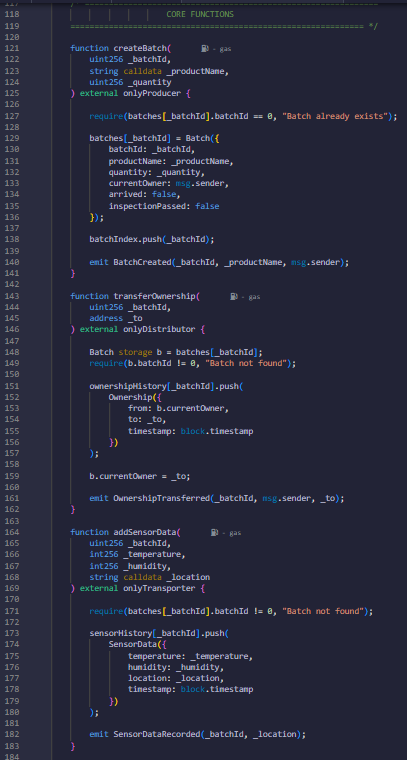 118 CORE FUNCTIONS
119 ============================================================ */
120
121 function createBatch( - gas
122 uint256 _batchId,
123 string calldata _productName,
124 uint256 _quantity
125 ) external onlyProducer {
126
127 require(batches[_batchId].batchId == 0, "Batch already exists");
128
129 batches[_batchId] = Batch({
130 batchId: _batchId,
131 productName: _productName,
132 quantity: _quantity,
133 currentOwner: msg.sender,
134 arrived: false,
135 inspectionPassed: false
136 });
137
138 batchIndex.push(_batchId);
139
140 emit BatchCreated(_batchId, _productName, msg.sender);
141 }
142
143 function transferOwnership( - gas
144 uint256 _batchId,
145 address _to
146 ) external onlyDistributor {
147
148 Batch storage b = batches[_batchId];
149 require(b.batchId != 0, "Batch not found");
150
151 ownershipHistory[_batchId].push(
152 Ownership({
153 from: b.currentOwner,
154 to: _to,
155 timestamp: block.timestamp
156 })
157 );
158
159 b.currentOwner = _to;
160
161 emit OwnershipTransferred(_batchId, msg.sender, _to);
162 }
163
164 function addSensorData( - gas
165 uint256 _batchId,
166 int256 _temperature,
167 int256 _humidity,
168 string calldata _location
169 ) external onlyTransporter {
170
171 require(batches[_batchId].batchId != 0, "Batch not found");
172
173 sensorHistory[_batchId].push(
174 SensorData({
175 temperature: _temperature,
176 humidity: _humidity,
177 location: _location,
178 timestamp: block.timestamp
179 })
180 );
181
182 emit SensorDataRecorded(_batchId, _location);
183 }
184